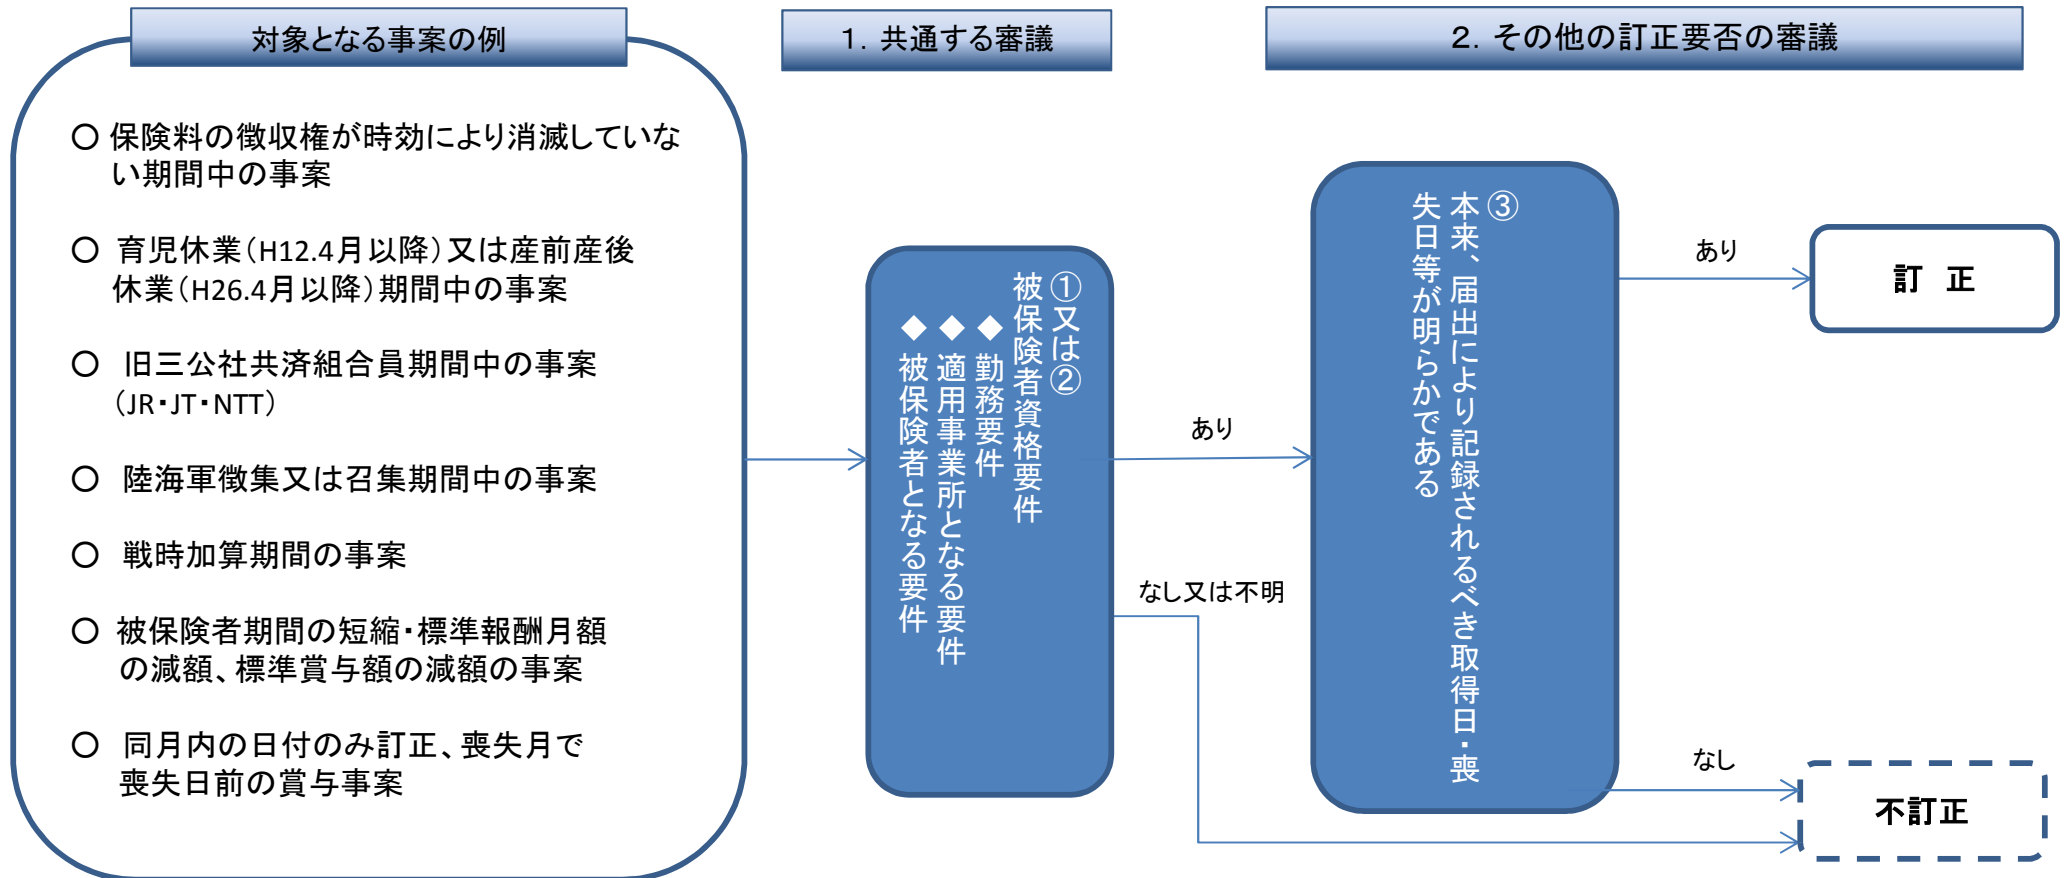 対象となる事案の例
○ 保険料の徴収権が時効により消滅していな
い期間中の事案
○ 育児休業（H12.4月以降）又は産前産後
休業（H26.4月以降）期間中の事案
○ 旧三公社共済組合員期間中の事案
（JR・JT・NTT）
○ 陸海軍徴集又は召集期間中の事案
○ 戦時加算期間の事案
○ 被保険者期間の短縮・標準報酬月額
の減額、標準賞与額の減額の事案
○ 同月内の日付のみ訂正、喪失月で
喪失日前の賞与事案
１．共通する審議
①又は②
被保険者資格要件
◆ 勤務要件
◆ 適用事業所となる要件
◆ 被保険者となる要件
あり
なし又は不明
２．その他の訂正要否の審議
③
本来、届出により記録されるべき取得日・喪
失日等が明らかである
あり
なし
訂 正
不訂正